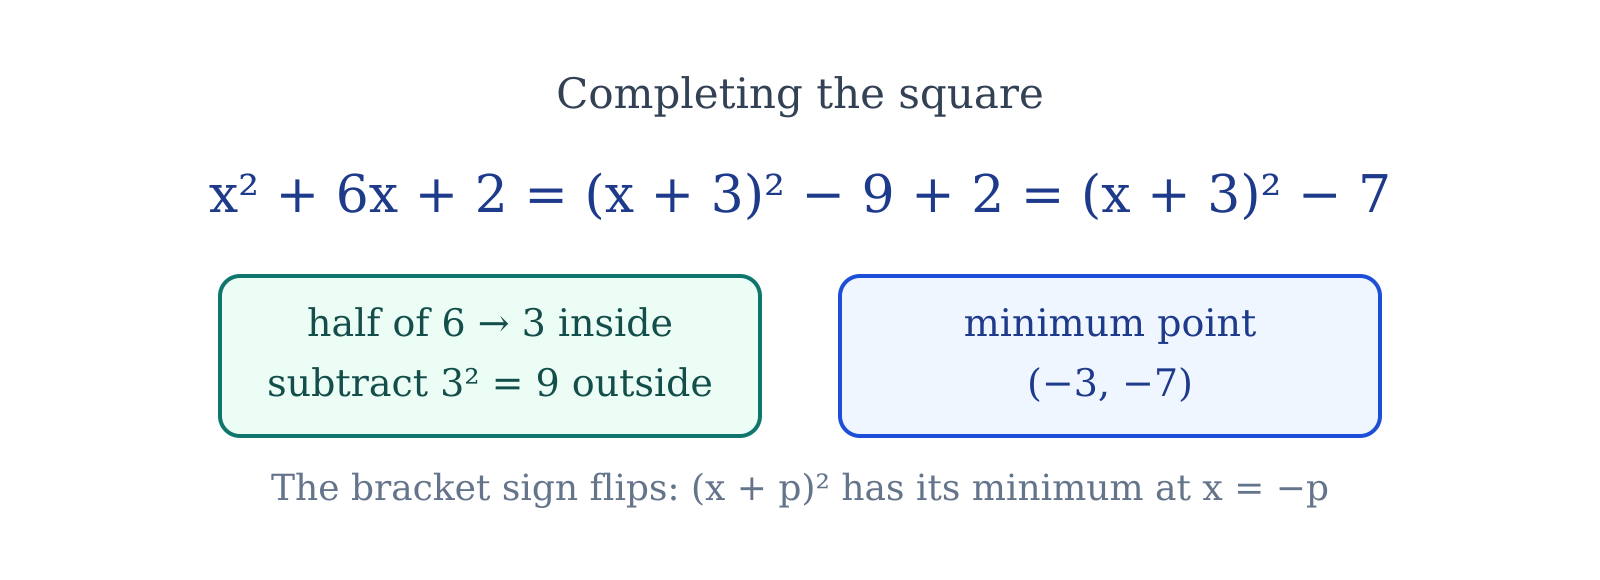 Completing the square
x² + 6x + 2 = (x + 3)² − 9 + 2 = (x + 3)² − 7
half of 6 → 3 inside
subtract 3² = 9 outside
minimum point
(−3, −7)
The bracket sign flips: (x + p)² has its minimum at x = −p